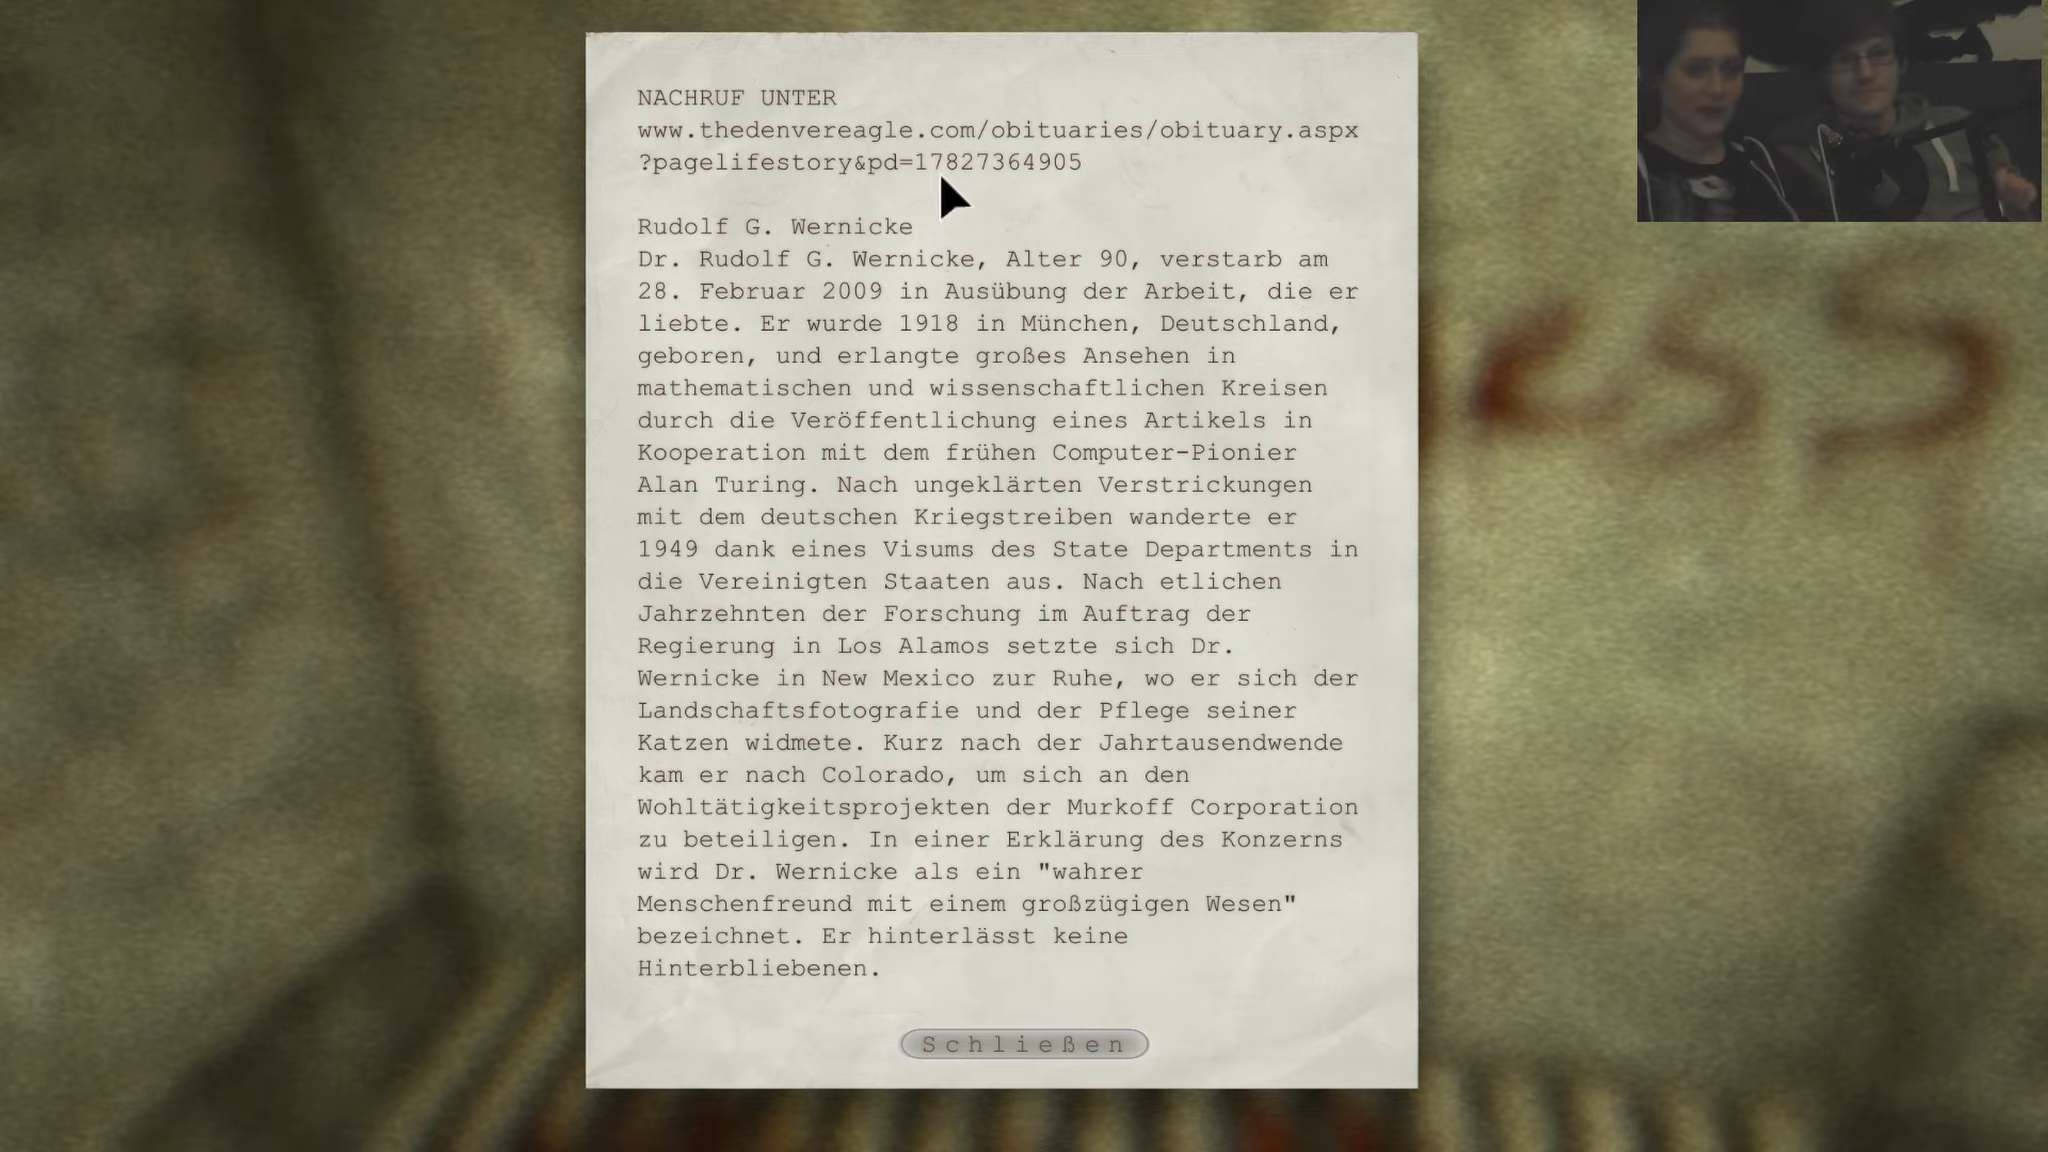 NACHRUF UNTER
www.thedenvereagle.com/obituaries/obituary.aspx
?pagelifestory&pd=17827364905
Rudolf G. Wernicke
Dr. Rudolf G. Wernicke, Alter 90, verstarb am
28. Februar 2009 in Ausübung der Arbeit, die er
liebte. Er wurde 1918 in München, Deutschland,
geboren, und erlangte großes Ansehen in
mathematischen und wissenschaftlichen Kreisen
durch die Veröffentlichung eines Artikels in
Kooperation mit dem frühen Computer-Pionier
Alan Turing. Nach ungeklärten Verstrickungen
mit dem deutschen Kriegstreiben wanderte er
1949 dank eines Visums des State Departments in
die Vereinigten Staaten aus. Nach etlichen
Jahrzehnten der Forschung im Auftrag der
Regierung in Los Alamos setzte sich Dr.
Wernicke in New Mexico zur Ruhe, wo er sich der
Landschaftsfotografie und der Pflege seiner
Katzen widmete. Kurz nach der Jahrtausendwende
kam er nach Colorado, um sich an den
Wohltätigkeitsprojekten der Murkoff Corporation
zu beteiligen. In einer Erklärung des Konzerns
wird Dr. Wernicke als ein "wahrer
Menschenfreund mit einem großzügigen Wesen"
bezeichnet. Er hinterlässt keine
Hinterbliebenen.
Schließen